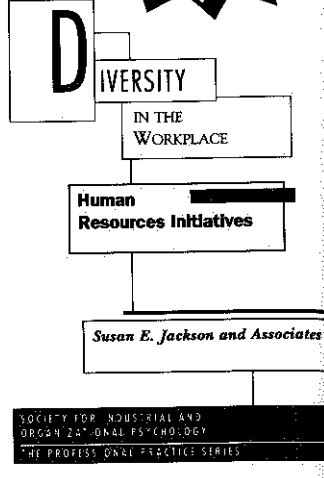 DIVERSITY
IN THE
WORKPLACE
Human
Resources Initiatives
Susan E. Jackson and Associates
SOCIETY FOR INDUSTRIAL AND
ORGANIZATIONAL PSYCHOLOGY
THE PROFESSIONAL PRACTICE SERIES